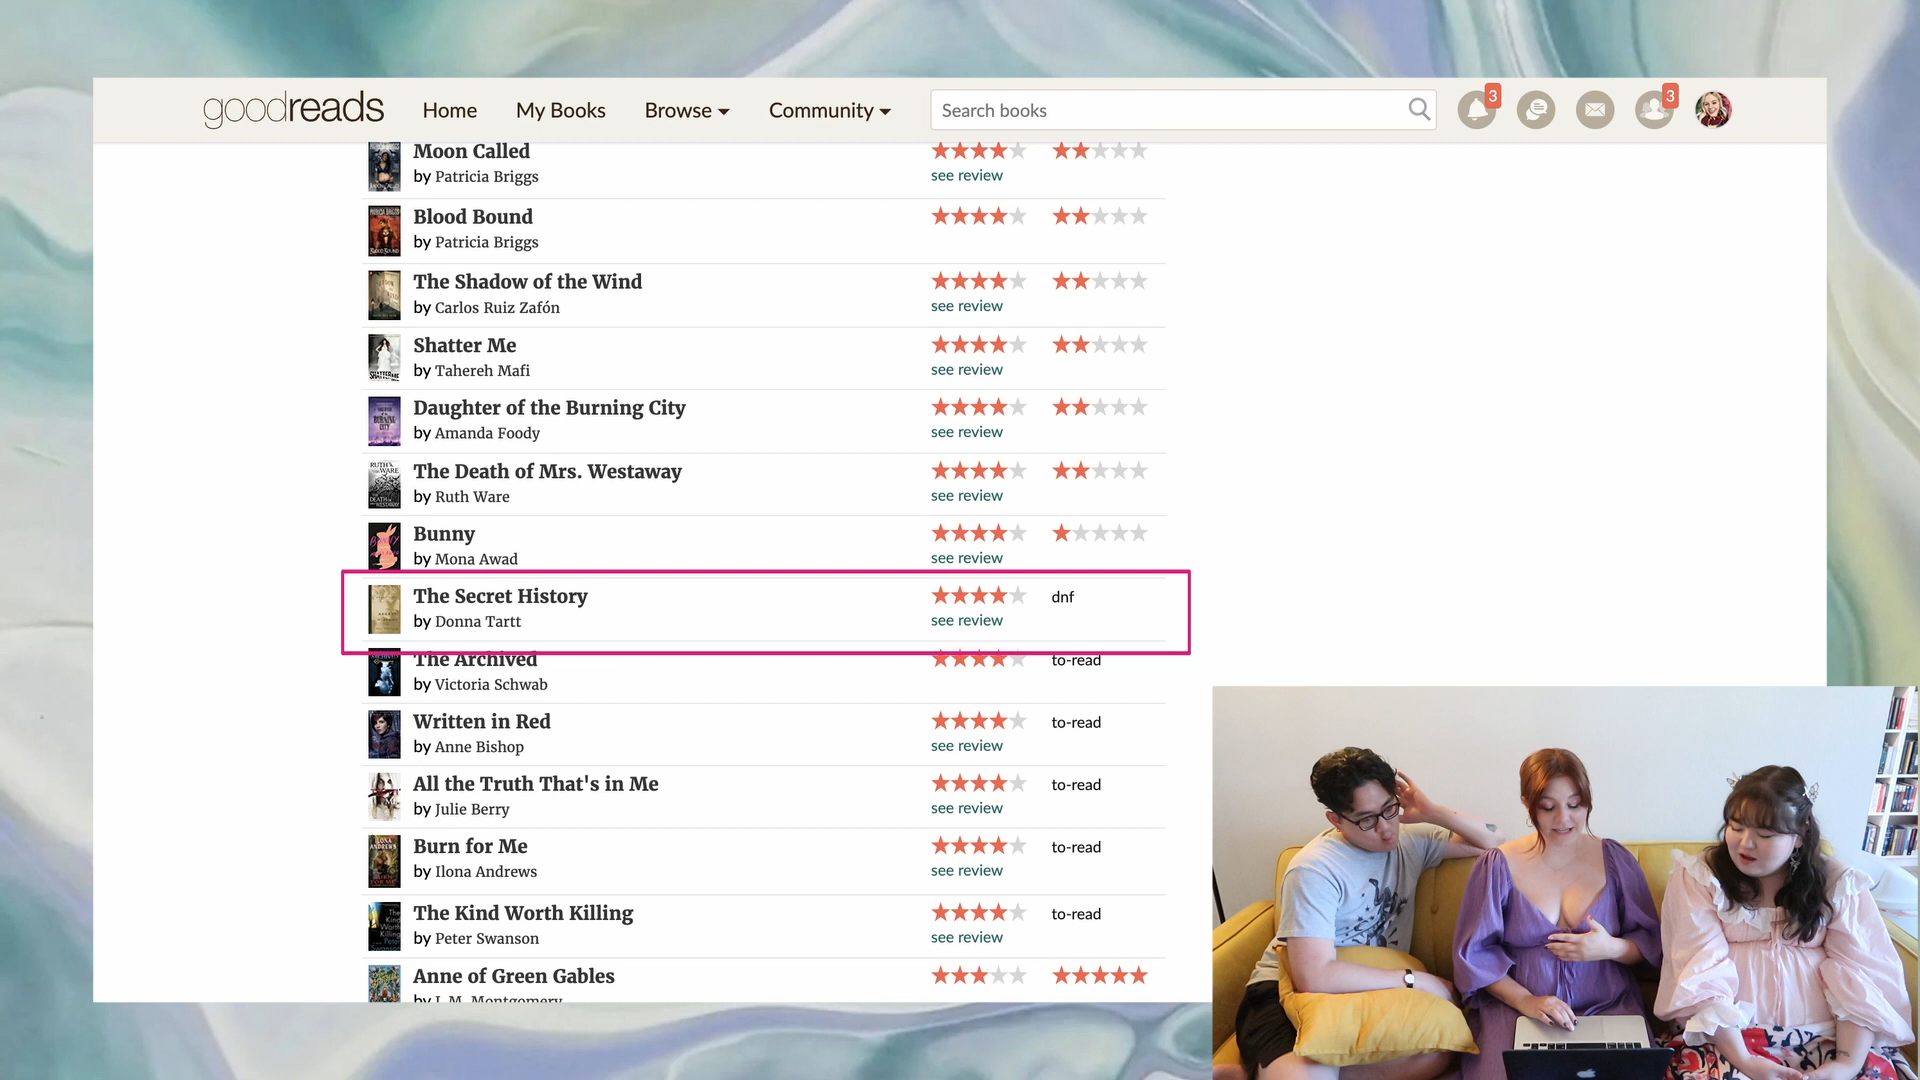 goodreads Home My Books Browse Community Search books 3 3
Moon Called
by Patricia Briggs
see review
Blood Bound
by Patricia Briggs
The Shadow of the Wind
by Carlos Ruiz Zafón
see review
Shatter Me
by Tahereh Mafi
see review
Daughter of the Burning City
by Amanda Foody
see review
The Death of Mrs. Westaway
by Ruth Ware
see review
Bunny
by Mona Awad
see review
The Secret History dnf
by Donna Tartt
see review
The Archived to-read
by Victoria Schwab
Written in Red to-read
by Anne Bishop
see review
All the Truth That's in Me to-read
by Julie Berry
see review
Burn for Me to-read
by Ilona Andrews
see review
The Kind Worth Killing to-read
by Peter Swanson
see review
Anne of Green Gables
by L.M. Montgomery